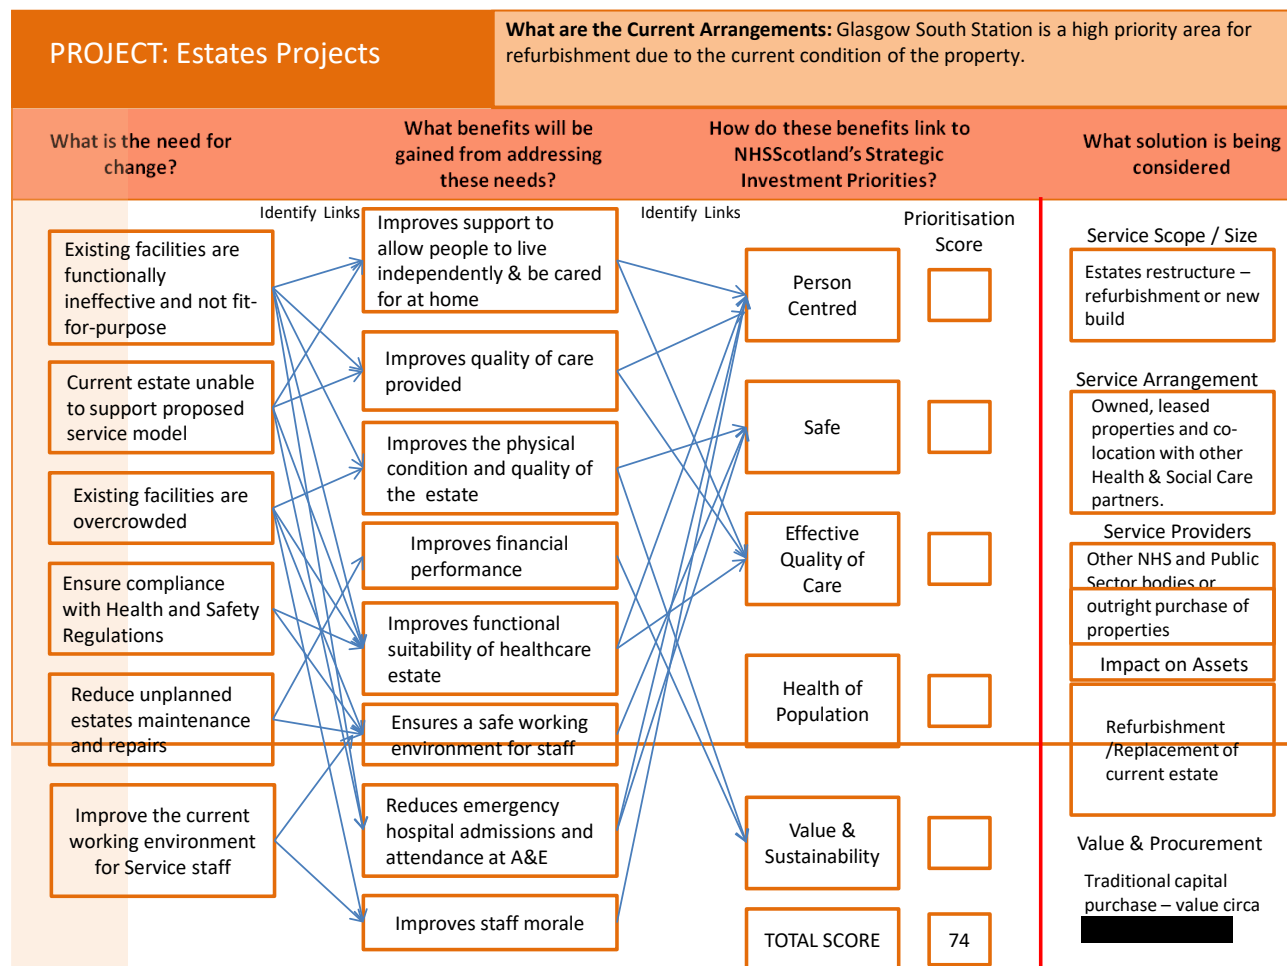 PROJECT: Estates Projects
What are the Current Arrangements: Glasgow South Station is a high priority area for
refurbishment due to the current condition of the property.
What is the need for
change?
What benefits will be
gained from addressing
these needs?
How do these benefits link to
NHSScotland's Strategic
Investment Priorities?
What solution is being
considered
Identify Links
Existing facilities are
functionally
ineffective and not fit-
for-purpose
Current estate unable
to support proposed
service model
Existing facilities are
overcrowded
Ensure compliance
with Health and Safety
Regulations
Reduce unplanned
estates maintenance
and repairs
Improve the current
working environment
for Service staff
Improves support to
allow people to live
independently & be cared
for at home
Improves quality of care
provided
Improves the physical
condition and quality of
the estate
Improves financial
performance
Improves functional
suitability of healthcare
estate
Ensures a safe working
environment for staff
Reduces emergency
hospital admissions and
attendance at A&E
Improves staff morale
Identify Links
Prioritisation
Score
Person
Centred
Safe
Effective
Quality of
Care
Health of
Population
Value &
Sustainability
TOTAL SCORE
74
Service Scope / Size
Estates restructure –
refurbishment or new
build
Service Arrangement
Owned, leased
properties and co-
location with other
Health & Social Care
partners.
Service Providers
Other NHS and Public
Sector bodies or
outright purchase of
properties
Impact on Assets
Refurbishment
/Replacement of
current estate
Value & Procurement
Traditional capital
purchase – value circa